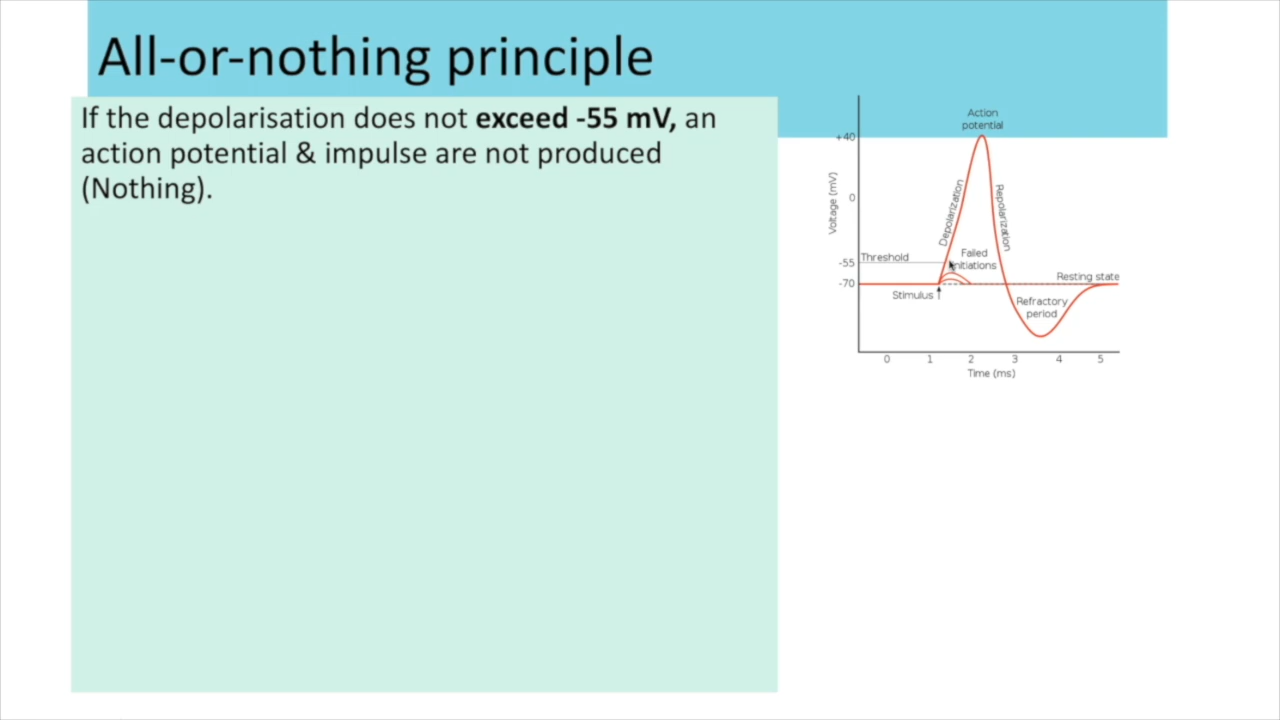 All-or-nothing principle
If the depolarisation does not exceed -55 mV, an
action potential & impulse are not produced
(Nothing).
Action
potential
+40
Voltage (mV)
0
Depolarization
Repolarization
-55
Threshold
Failed
initiations
-70
Resting state
Stimulus
Refractory
period
0 1 2 3 4 5
Time (ms)